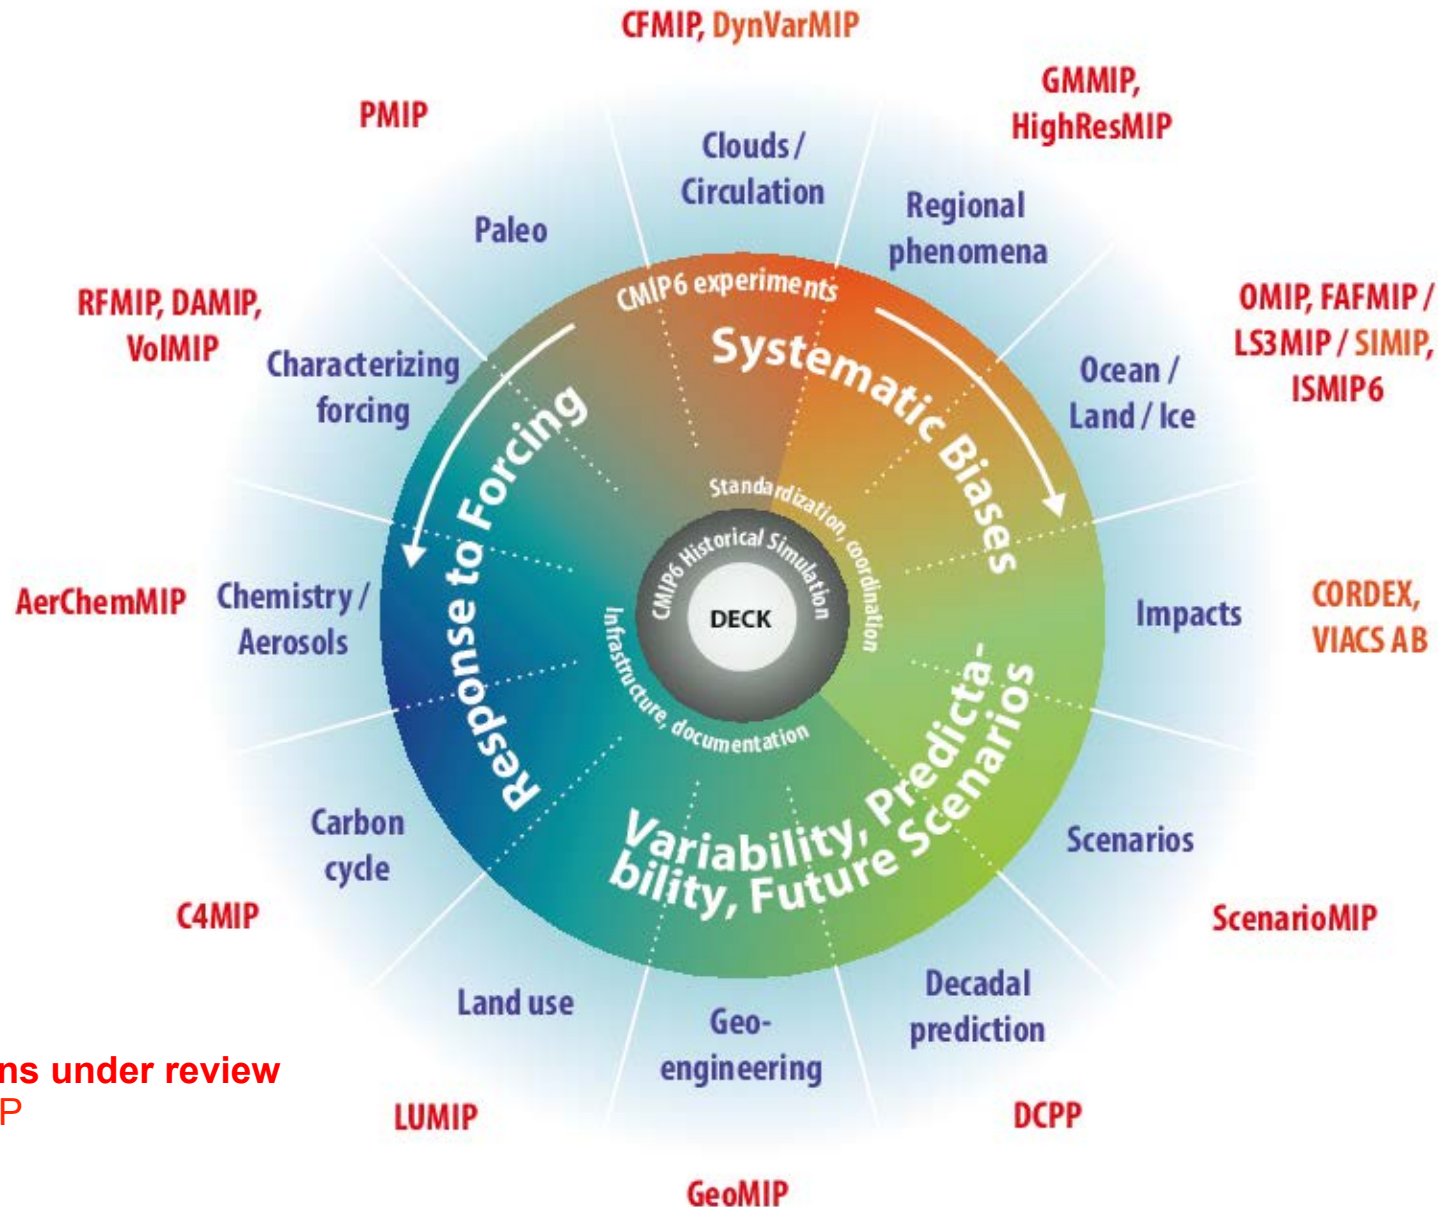 CFMIP, DynVarMIP
GMMIP,
HighResMIP
PMIP
Clouds /
Circulation
Regional
phenomena
Paleo
CMIP6 experiments
RFMIP, DAMIP,
VolMIP
OMIP, FAFMIP /
LS3MIP / SIMIP,
ISMIP6
Characterizing
forcing
Systematic Biases
Ocean /
Land / Ice
Response to Forcing
Standardization, coordination
CMIP6 Historical Simulation
DECK
Infrastructure, documentation
AerChemMIP
Chemistry /
Aerosols
Impacts
CORDEX,
VIACS AB
Variability, Predicta-
bility, Future Scenarios
Carbon
cycle
Scenarios
C4MIP
ScenarioMIP
Land use
Geo-
engineering
Decadal
prediction
under review
LUMIP
DCPP
GeoMIP